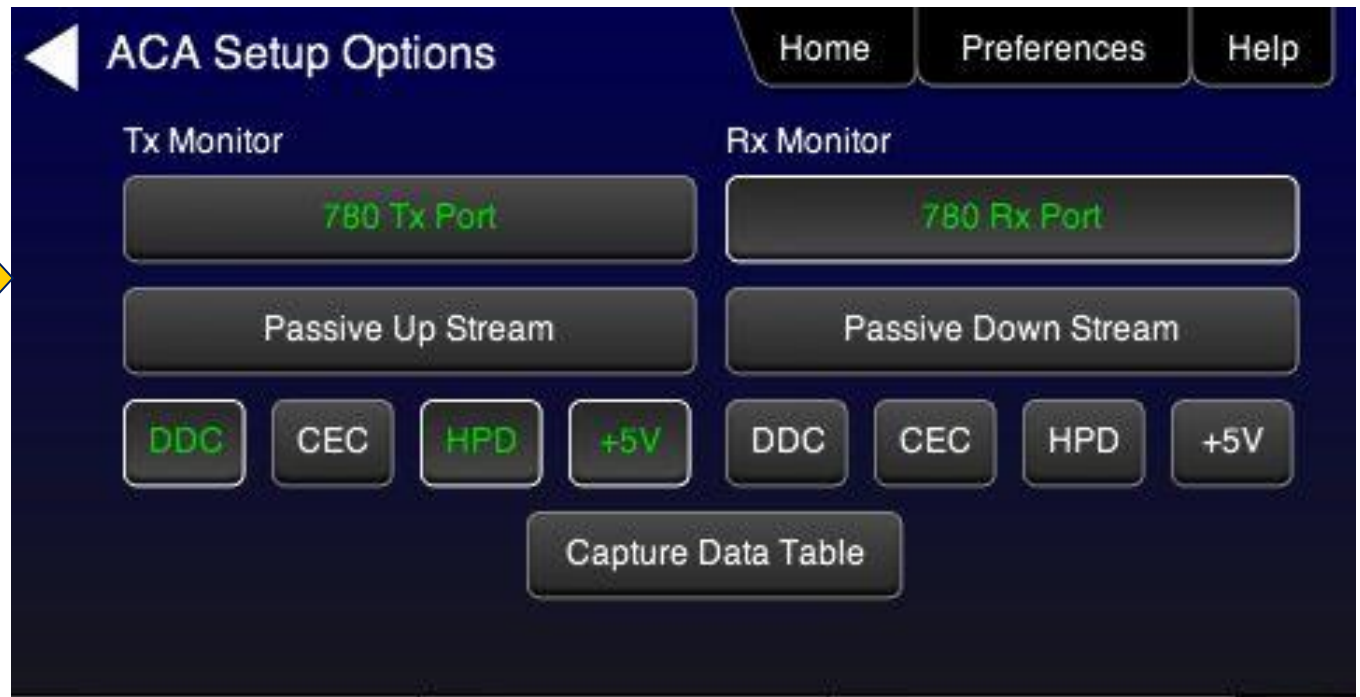 ACA Setup Options
Home
Preferences
Help
Tx Monitor
Rx Monitor
780 Tx Port
780 Rx Port
Passive Up Stream
Passive Down Stream
DDC
CEC
HPD
+5V
DDC
CEC
HPD
+5V
Capture Data Table